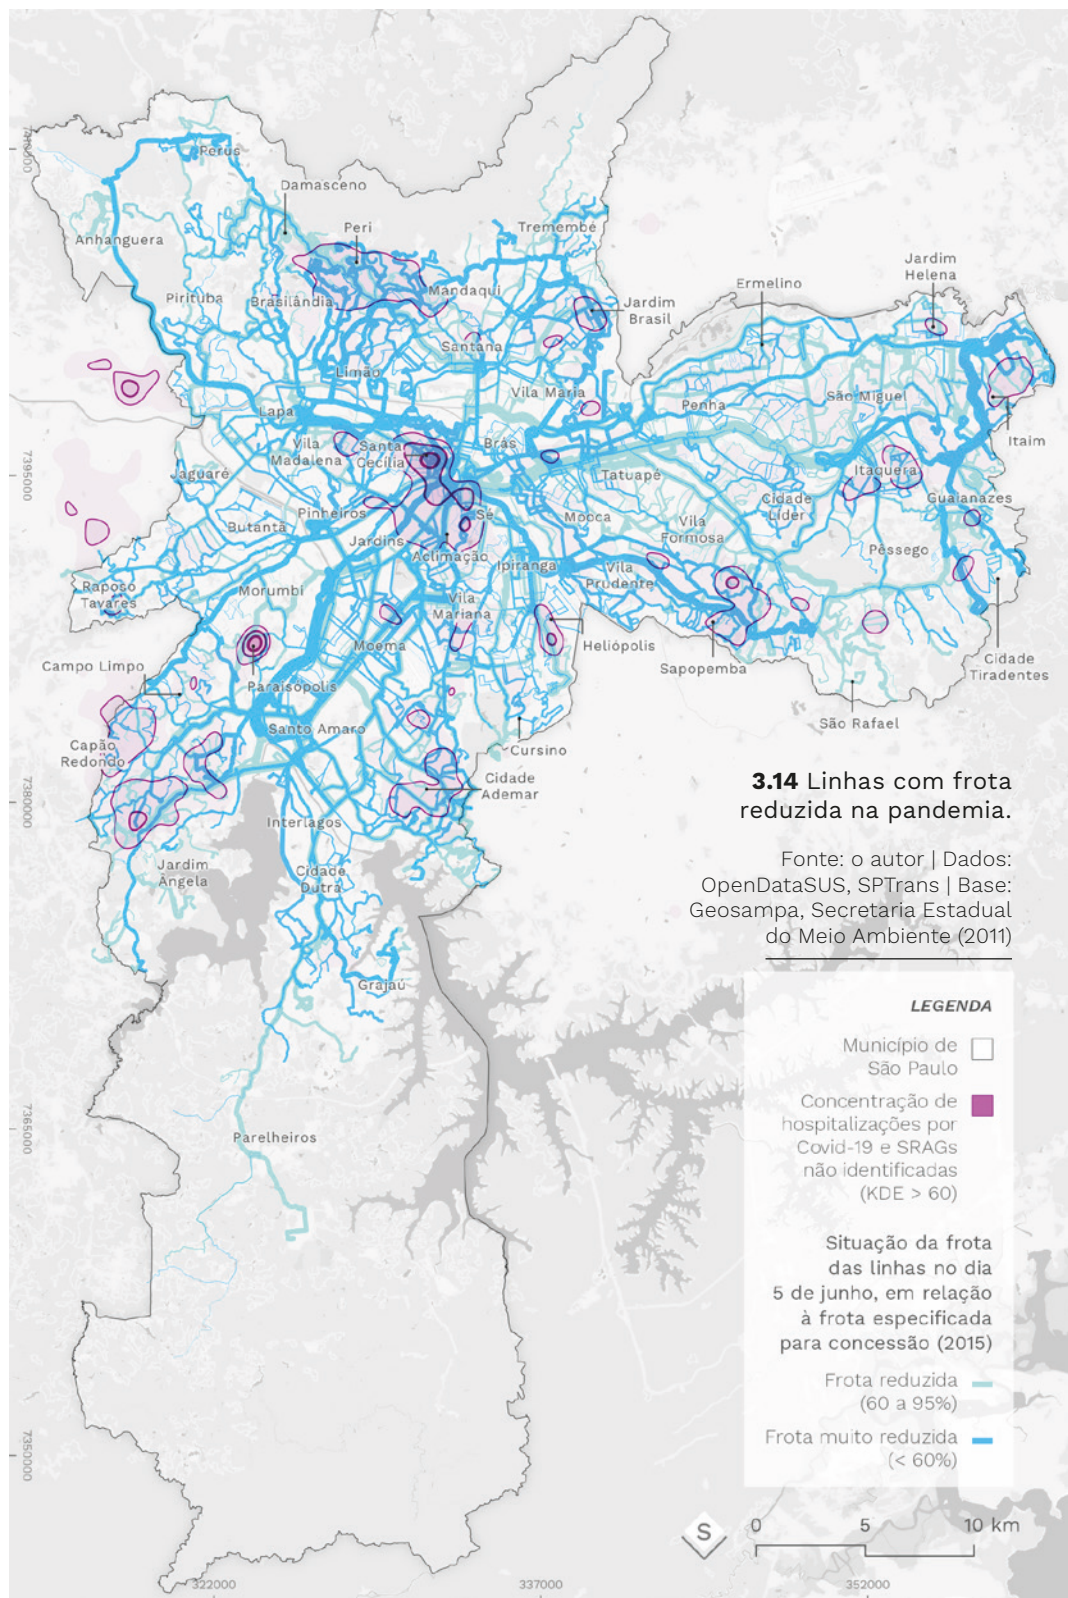 7410000
Perus
Damasceno
Peri
Tremembé
Anhanguera
Jardim
Helena
Ermelino
Pirituba
Brasilândia
Mandaqui
Jardim
Brasil
Santana
Limão
Vila Maria
São Miguel
Penha
Lapa
Itaim
Vila
Madalena
Santa
Cecília
Brás
Jaguaré
Tatuapé
Itaquera
7395000
Cidade
Líder
Guaianazes
Pinheiros
Sé
Mooca
Butantã
Vila
Formosa
Jardins
Aclimação
Pêssego
Ipiranga
Vila
Prudente
Raposo
Tavares
Morumbi
Vila
Mariana
Moema
Heliópolis
Campo Limpo
Sapopemba
Cidade
Tiradentes
Paraisópolis
São Rafael
Santo Amaro
Capão
Redondo
Cursino
Cidade
Ademar
7380000
Interlagos
Jardim
Ângela
Cidade
Dutra
Grajaú
7365000
Parelheiros
7350000
3.14 Linhas com frota
reduzida na pandemia.
Fonte: o autor | Dados:
OpenDataSUS, SPTrans | Base:
Geosampa, Secretaria Estadual
do Meio Ambiente (2011)
LEGENDA
Município de
São Paulo
Concentração de
hospitalizações por
Covid-19 e SRAGs
não identificadas
(KDE > 60)
Situação da frota
das linhas no dia
5 de junho, em relação
à frota especificada
para concessão (2015)
Frota reduzida
(60 a 95%)
Frota muito reduzida
(< 60%)
S
0 5 10 km
322000 337000 352000